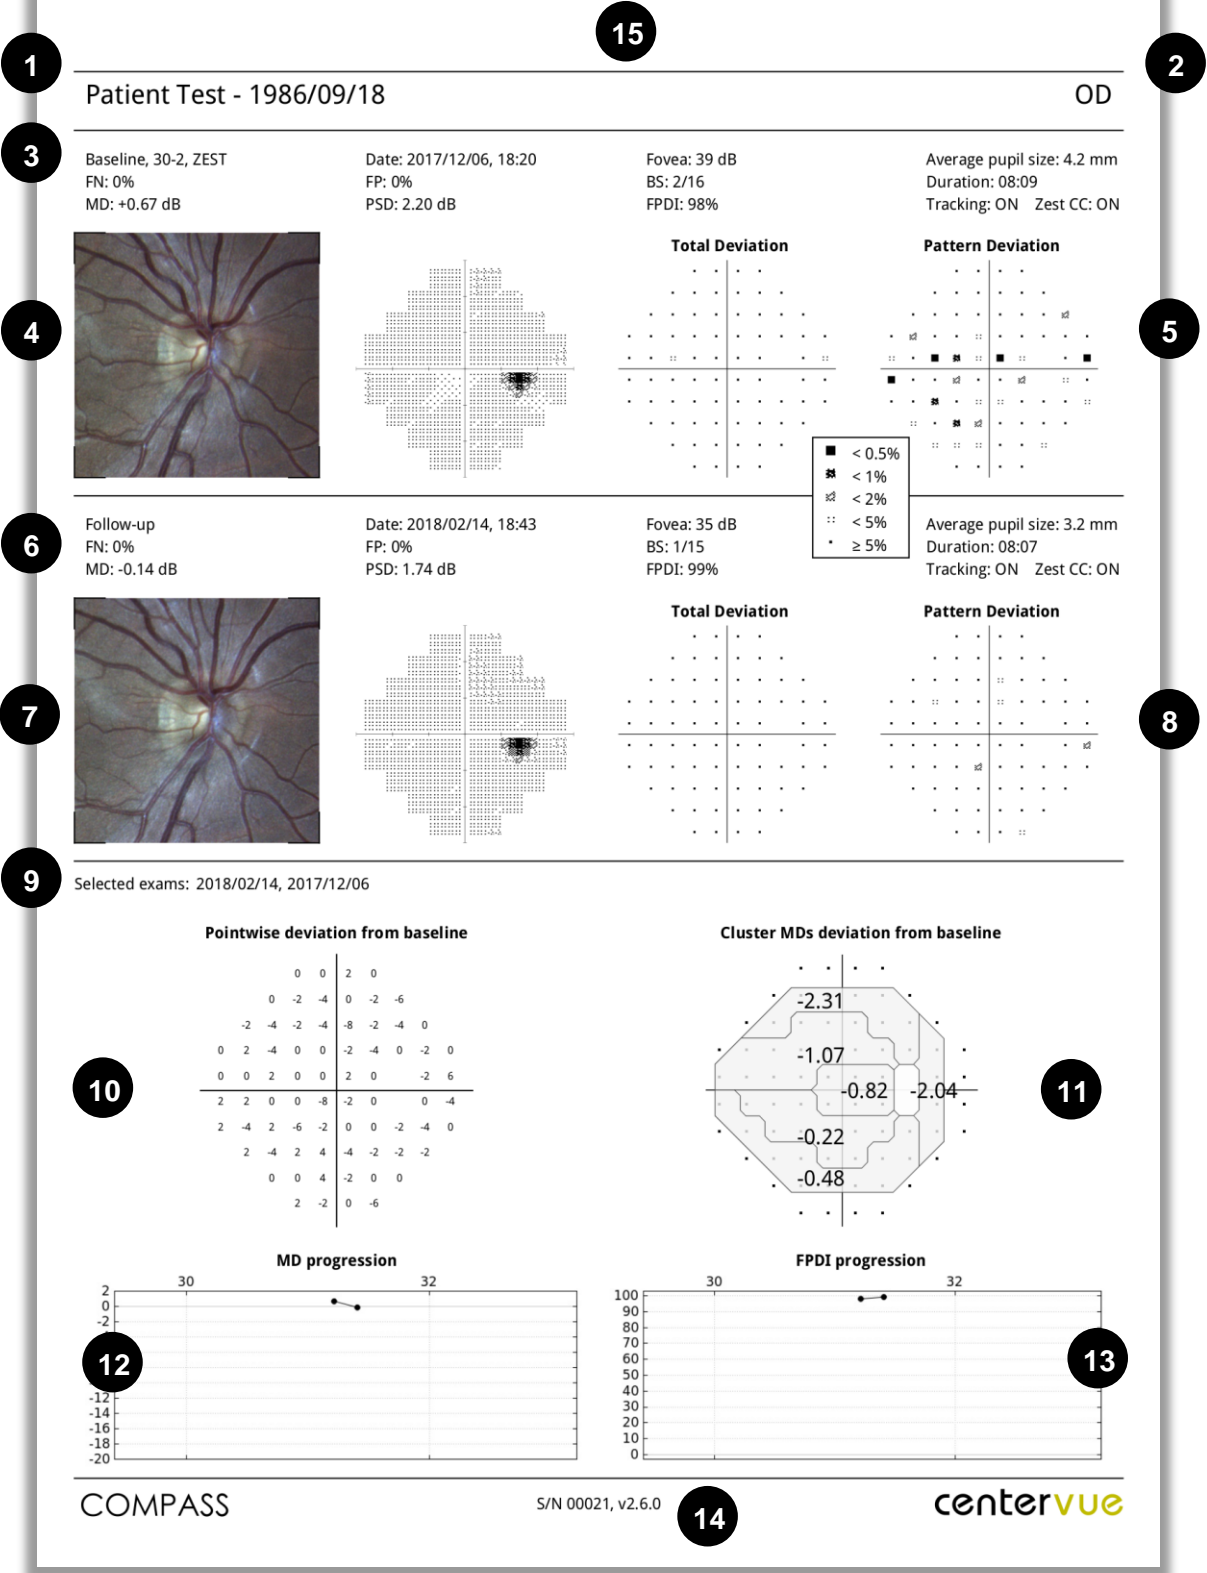 15
1
2
Patient Test - 1986/09/18 OD
3
Baseline, 30-2, ZEST Date: 2017/12/06, 18:20 Fovea: 39 dB Average pupil size: 4.2 mm
FN: 0% FP: 0% BS: 2/16 Duration: 08:09
MD: +0.67 dB PSD: 2.20 dB FPDI: 98% Tracking: ON Zest CC: ON
Total Deviation Pattern Deviation
4
5
< 0.5%
< 1%
< 2%
< 5%
≥ 5%
6
Follow-up Date: 2018/02/14, 18:43 Fovea: 35 dB Average pupil size: 3.2 mm
FN: 0% FP: 0% BS: 1/15 Duration: 08:07
MD: -0.14 dB PSD: 1.74 dB FPDI: 99% Tracking: ON Zest CC: ON
Total Deviation Pattern Deviation
7
8
9
Selected exams: 2018/02/14, 2017/12/06
Pointwise deviation from baseline Cluster MDs deviation from baseline
0 0 2 0
0 -2 -4 0 -2 -6
-2 -4 -2 -4 -8 -2 -4 0
0 2 -4 0 0 -2 -4 0 -2 0
0 0 2 0 0 2 0 -2 6
2 2 0 0 -8 -2 0 0 -4
2 -4 2 -6 -2 0 0 -2 -4 0
2 -4 2 4 -4 -2 -2 -2
0 0 4 -2 0 0
2 -2 0 -6
10
-2.31
-1.07
-0.82 -2.04
-0.22
-0.48
11
MD progression FPDI progression
30 32
2
0
-2
-12
-14
-16
-18
-20
12
30 32
100
90
80
70
60
50
40
30
20
10
0
13
COMPASS S/N 00021, v2.6.0 centervue
14